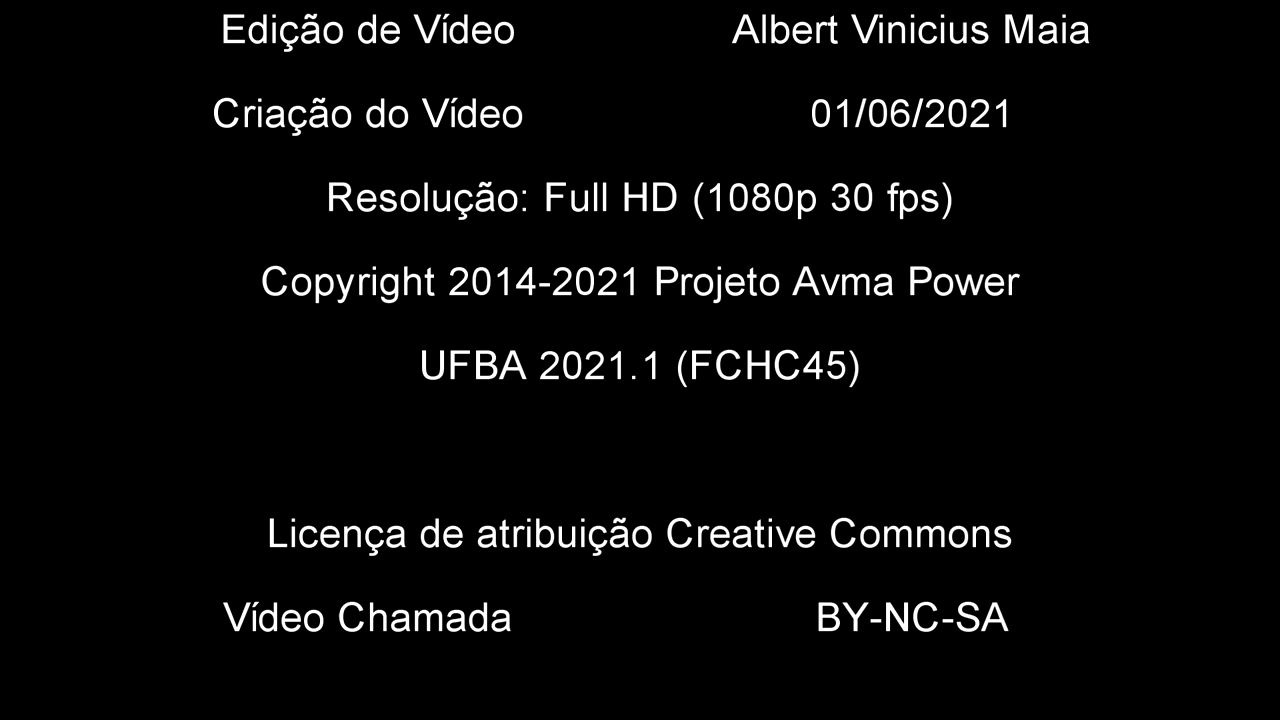 Edição de Vídeo Albert Vinicius Maia
Criação do Vídeo 01/06/2021
Resolução: Full HD (1080p 30 fps)
Copyright 2014-2021 Projeto Avma Power
UFBA 2021.1 (FCHC45)
Licença de atribuição Creative Commons
Vídeo Chamada BY-NC-SA